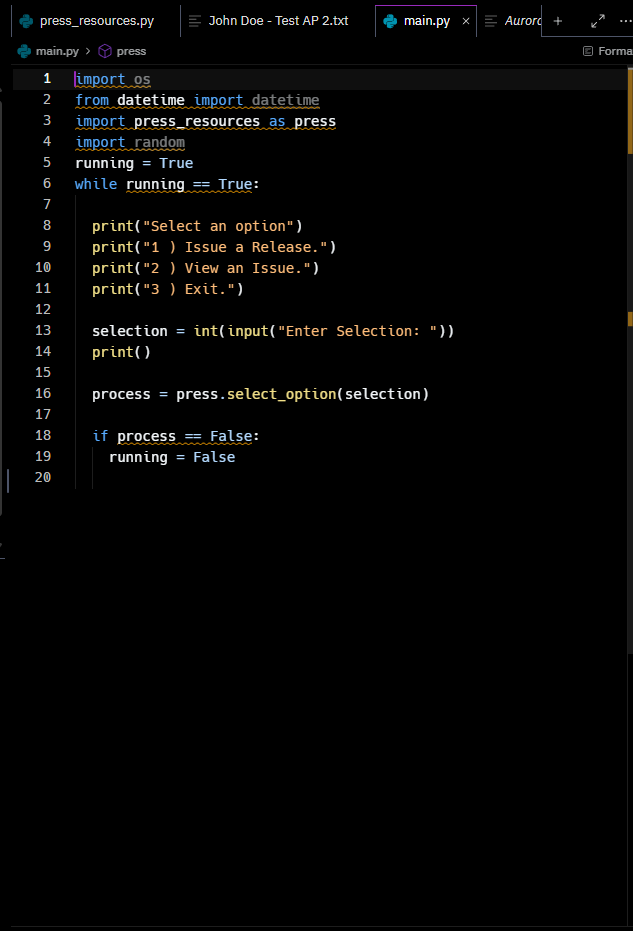 press_resources.py John Doe - Test AP 2.txt main.py × Auror + ...
main.py > press Forma
1 import os
2 from datetime import datetime
3 import press_resources as press
4 import random
5 running = True
6 while running == True:
7
8 print("Select an option")
9 print("1 ) Issue a Release.")
10 print("2 ) View an Issue.")
11 print("3 ) Exit.")
12
13 selection = int(input("Enter Selection: "))
14 print()
15
16 process = press.select_option(selection)
17
18 if process == False:
19 running = False
20